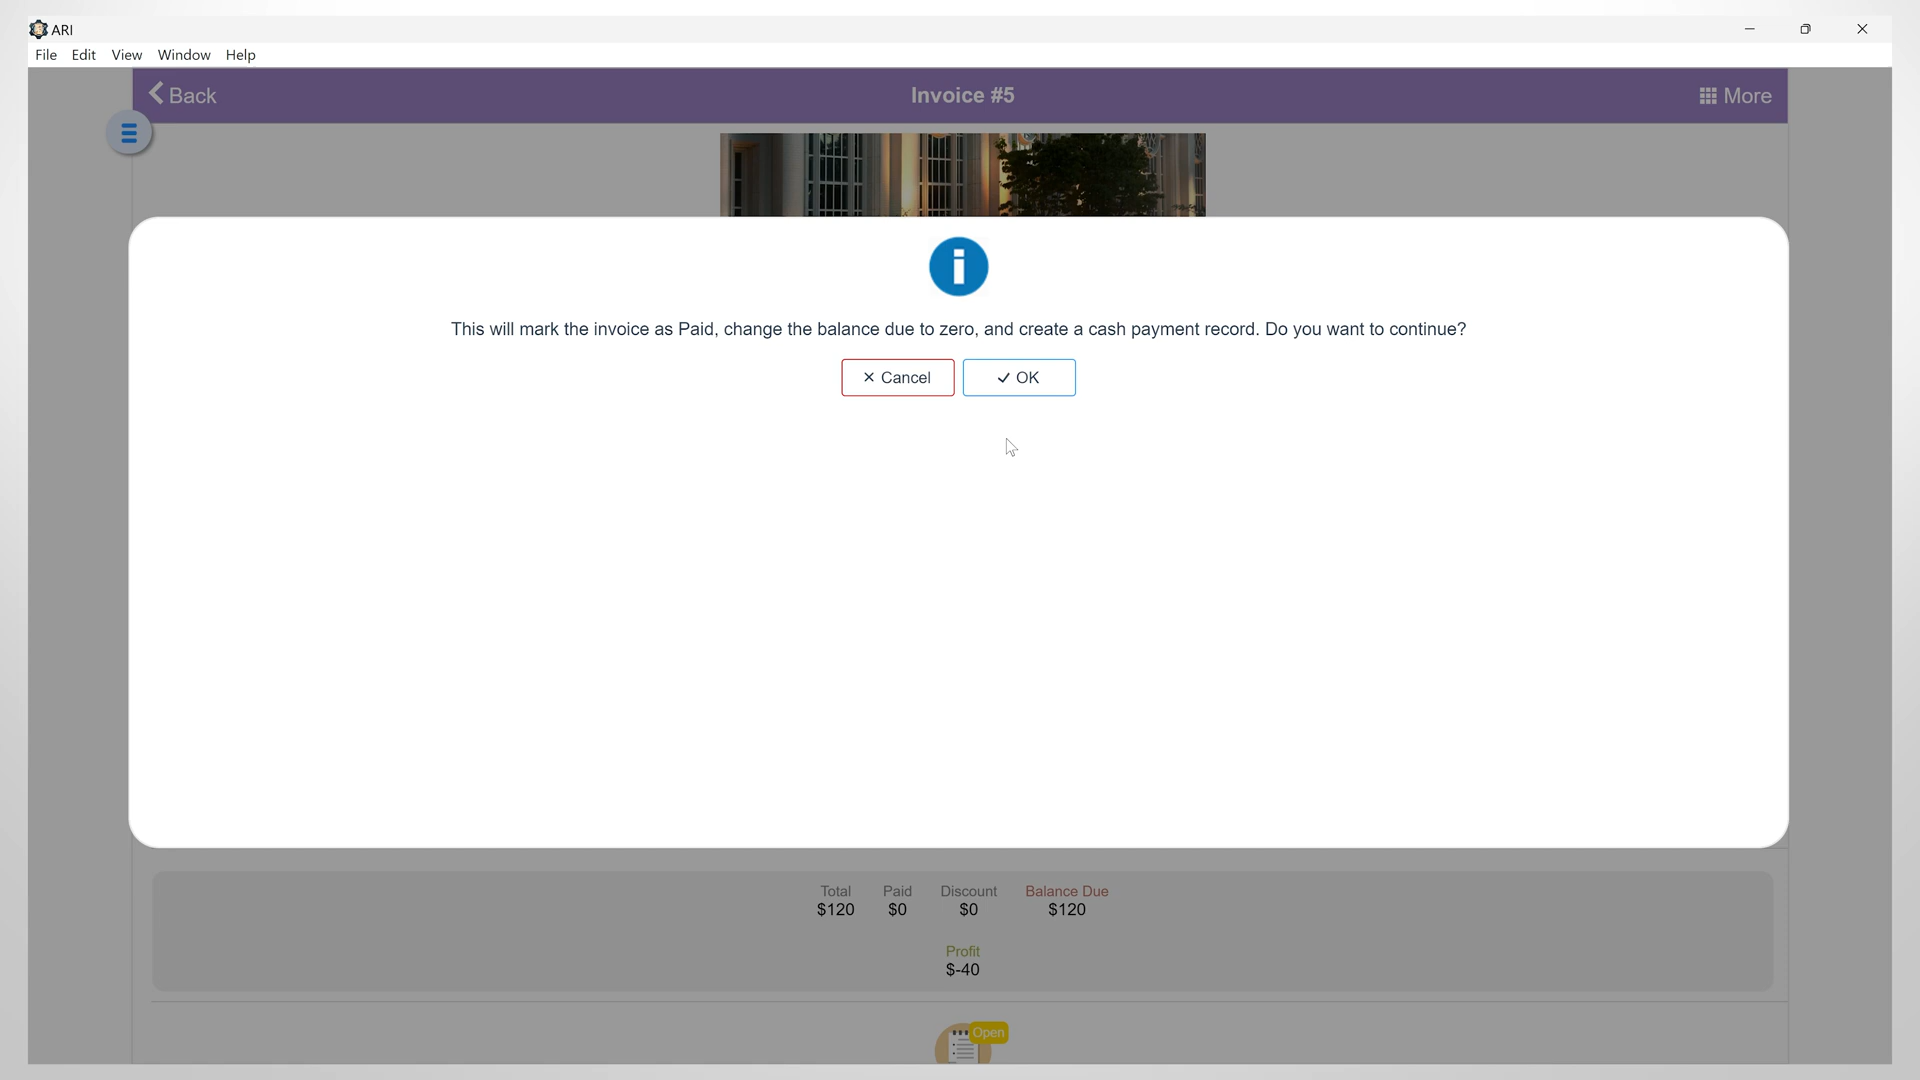 ARI
File Edit View Window Help
Back
Invoice #5
More
This will mark the invoice as Paid, change the balance due to zero, and create a cash payment record. Do you want to continue?
Cancel
OK
Total Paid Discount Balance Due
$120 $0 $0 $120
Profit
$-40
Open